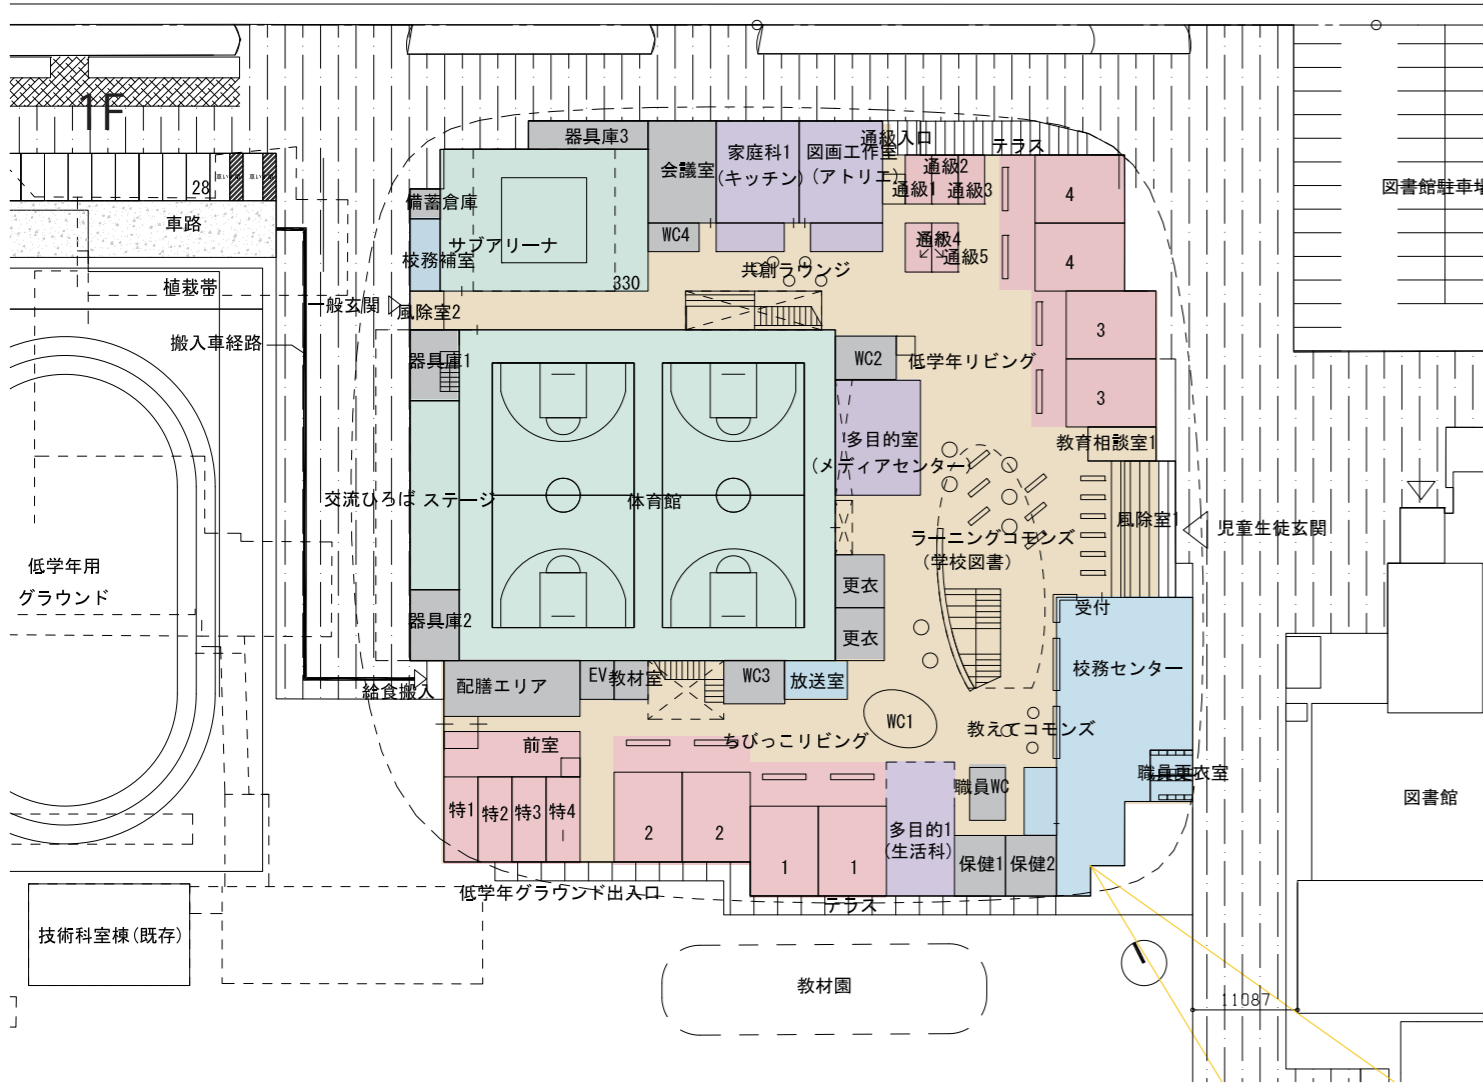 1F
器具庫3
会議室
家庭科1
(キッチン)
図画工作室
(アトリエ)
通級入口
テラス
通級2
通級1
通級3
4
図書館駐車場
28
備蓄倉庫
車路
サブアリーナ
WC4
通級4
通級5
4
校務補室
共創ラウンジ
330
植栽帯
一般玄関
風除室2
搬入車経路
器具庫1
WC2
低学年リビング
3
3
多目的室
(メディアセンター)
教育相談室1
交流ひろば ステージ
体育館
ラーニングコモンズ
(学校図書)
風除室1
児童生徒玄関
低学年用
グラウンド
更衣
更衣
受付
器具庫2
校務センター
給食搬入
配膳エリア
EV
教材室
WC3
放送室
WC1
教えてコモンズ
前室
ちびっこリビング
職員WC
職員更衣室
図書館
特1
特2
特3
特4
2
2
1
1
多目的1
(生活科)
保健1
保健2
低学年グラウンド出入口
テラス
技術科室棟(既存)
教材園
11087